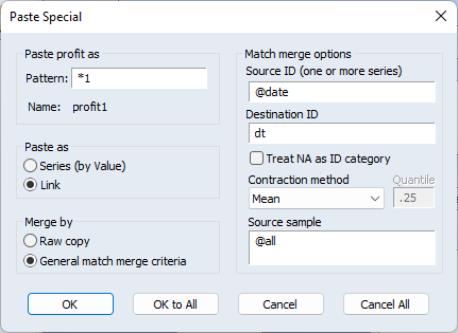 Paste Special
Paste profit as
Pattern: *1
Name: profit1
Paste as
Series (by Value)
Link
Merge by
Raw copy
General match merge criteria
Match merge options
Source ID (one or more series)
@date
Destination ID
dt
Treat NA as ID category
Contraction method Quantile
Mean .25
Source sample
@all
OK OK to All Cancel Cancel All